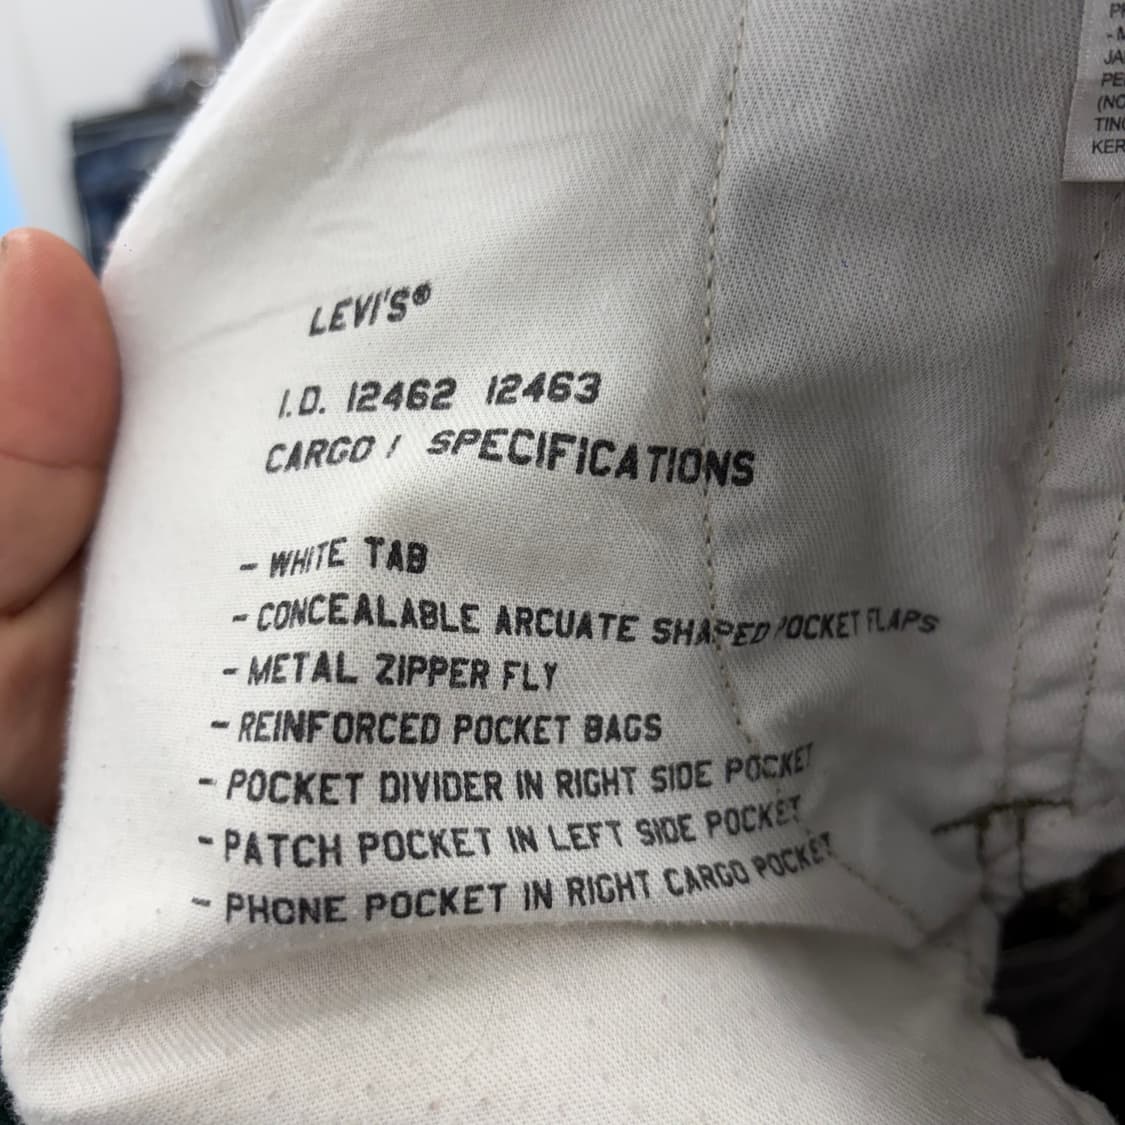 LEVI'S®
I.D. 12462 12463
CARGO / SPECIFICATIONS
- WHITE TAB
- CONCEALABLE ARCUATE SHAPED POCKET FLAPS
- METAL ZIPPER FLY
- REINFORCED POCKET BAGS
- POCKET DIVIDER IN RIGHT SIDE POCKET
- PATCH POCKET IN LEFT SIDE POCKET
- PHONE POCKET IN RIGHT CARGO POCKET